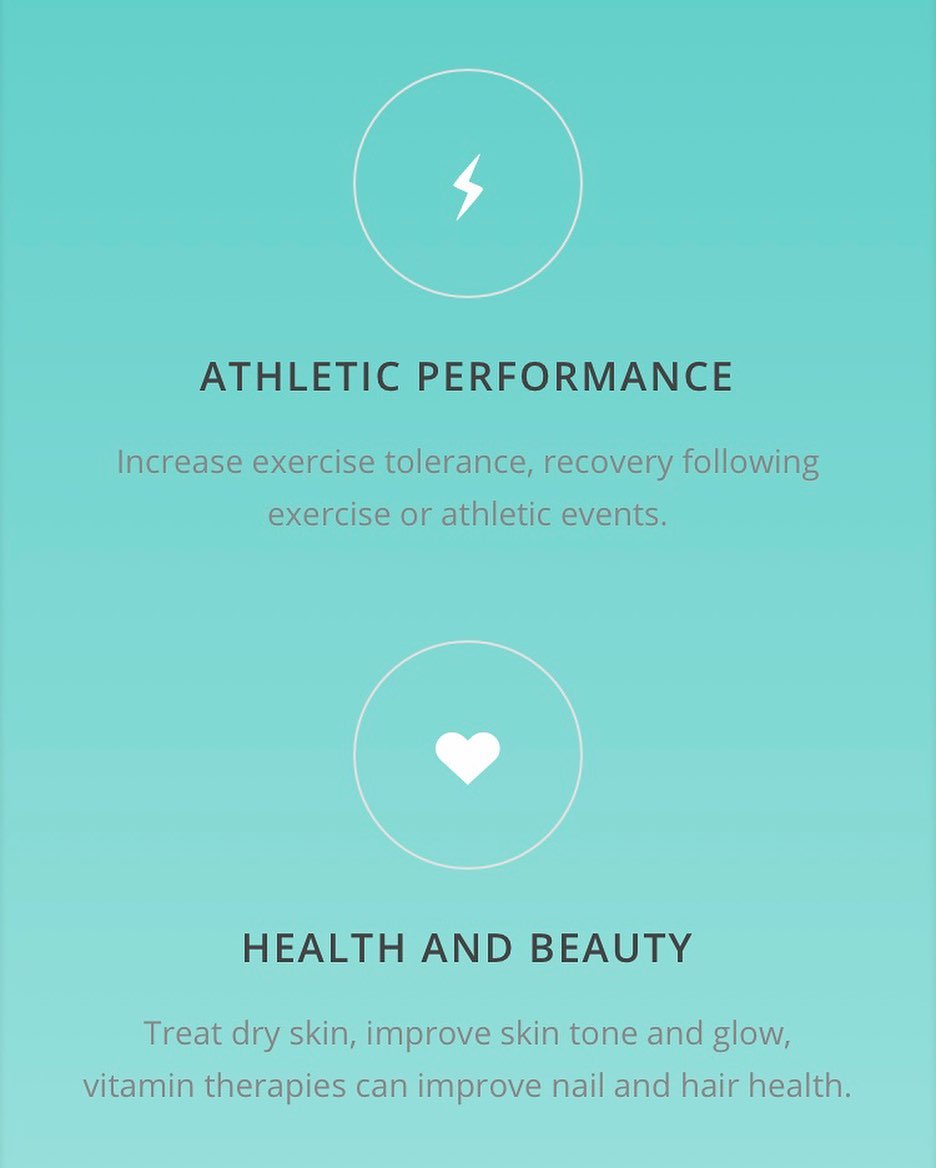 ATHLETIC PERFORMANCE
Increase exercise tolerance, recovery following
exercise or athletic events.
HEALTH AND BEAUTY
Treat dry skin, improve skin tone and glow,
vitamin therapies can improve nail and hair health.